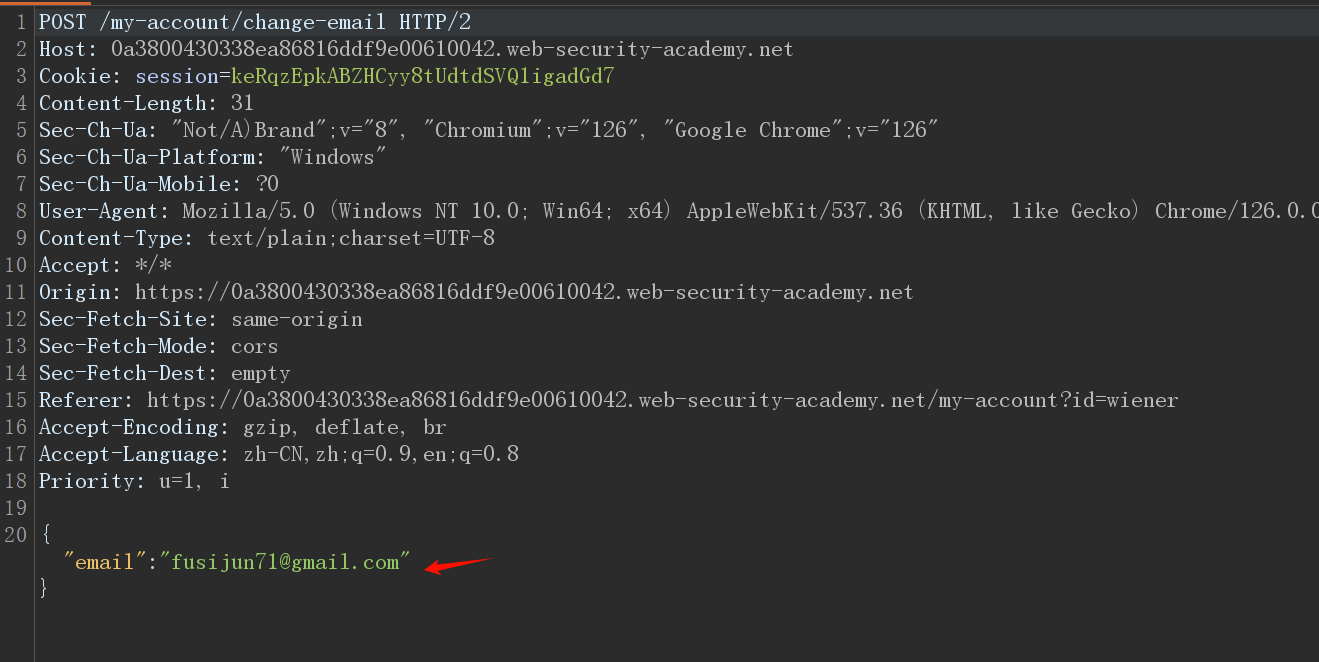 1 POST /my-account/change-email HTTP/2
2 Host: 0a3800430338ea86816ddf9e00610042.web-security-academy.net
3 Cookie: session=keRqzEpkABZHCyy8tUdtdSVQ1igadGd7
4 Content-Length: 31
5 Sec-Ch-Ua: "Not/A)Brand";v="8", "Chromium";v="126", "Google Chrome";v="126"
6 Sec-Ch-Ua-Platform: "Windows"
7 Sec-Ch-Ua-Mobile: ?0
8 User-Agent: Mozilla/5.0 (Windows NT 10.0; Win64; x64) AppleWebKit/537.36 (KHTML, like Gecko) Chrome/126.0.0
9 Content-Type: text/plain;charset=UTF-8
10 Accept: */*
11 Origin: https://0a3800430338ea86816ddf9e00610042.web-security-academy.net
12 Sec-Fetch-Site: same-origin
13 Sec-Fetch-Mode: cors
14 Sec-Fetch-Dest: empty
15 Referer: https://0a3800430338ea86816ddf9e00610042.web-security-academy.net/my-account?id=wiener
16 Accept-Encoding: gzip, deflate, br
17 Accept-Language: zh-CN,zh;q=0.9,en;q=0.8
18 Priority: u=1, i
19
20 {
"email":"fusijun71@gmail.com"
}